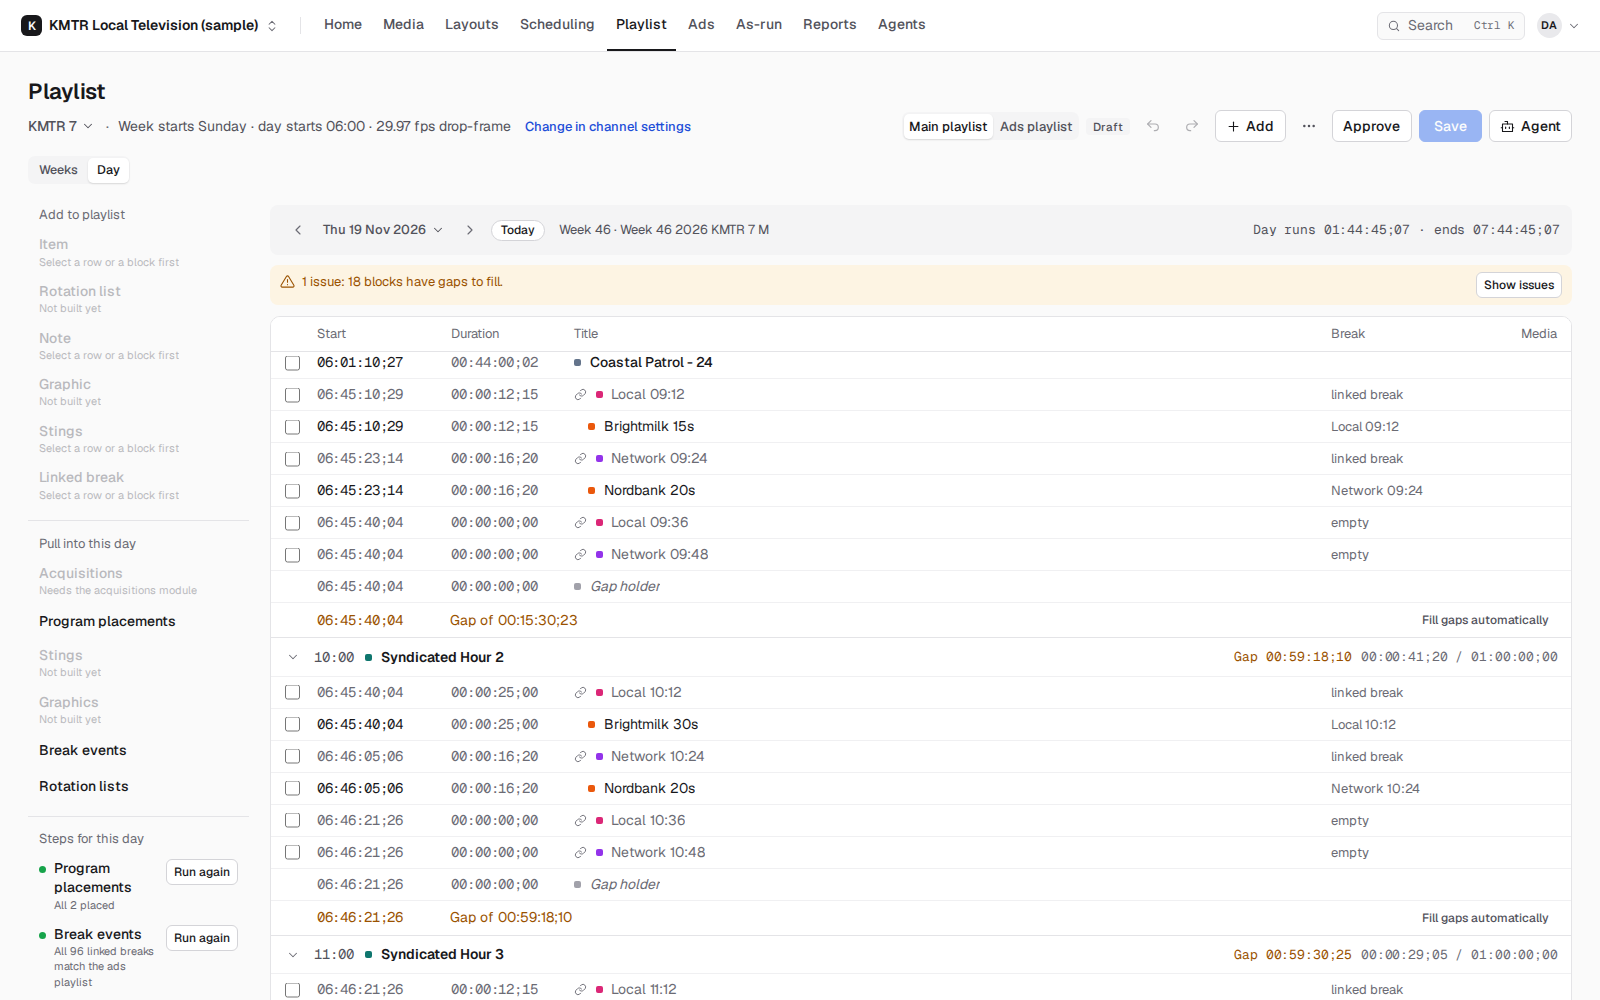 K KMTR Local Television (sample) Home Media Layouts Scheduling Playlist Ads As-run Reports Agents Search Ctrl K DA
Playlist
KMTR 7 · Week starts Sunday · day starts 06:00 · 29.97 fps drop-frame Change in channel settings Main playlist Ads playlist Draft + Add ··· Approve Save Agent
Weeks Day
Add to playlist
Item
Select a row or a block first
Rotation list
Not built yet
Note
Select a row or a block first
Graphic
Not built yet
Stings
Select a row or a block first
Linked break
Select a row or a block first
Pull into this day
Acquisitions
Needs the acquisitions module
Program placements
Stings
Not built yet
Graphics
Not built yet
Break events
Rotation lists
Steps for this day
Program placements
All 2 placed
Run again
Break events
All 96 linked breaks
match the ads
playlist
Run again
Thu 19 Nov 2026 Today Week 46 · Week 46 2026 KMTR 7 M Day runs 01:44:45;07 · ends 07:44:45;07
1 issue: 18 blocks have gaps to fill. Show issues
Start Duration Title Break Media
06:01:10;27 00:44:00;02 Coastal Patrol - 24
06:45:10;29 00:00:12;15 Local 09:12 linked break
06:45:10;29 00:00:12;15 Brightmilk 15s Local 09:12
06:45:23;14 00:00:16;20 Network 09:24 linked break
06:45:23;14 00:00:16;20 Nordbank 20s Network 09:24
06:45:40;04 00:00:00;00 Local 09:36 empty
06:45:40;04 00:00:00;00 Network 09:48 empty
06:45:40;04 00:00:00;00 Gap holder
06:45:40;04 Gap of 00:15:30;23 Fill gaps automatically
10:00 Syndicated Hour 2 Gap 00:59:18;10 00:00:41;20 / 01:00:00;00
06:45:40;04 00:00:25;00 Local 10:12 linked break
06:45:40;04 00:00:25;00 Brightmilk 30s Local 10:12
06:46:05;06 00:00:16;20 Network 10:24 linked break
06:46:05;06 00:00:16;20 Nordbank 20s Network 10:24
06:46:21;26 00:00:00;00 Local 10:36 empty
06:46:21;26 00:00:00;00 Network 10:48 empty
06:46:21;26 00:00:00;00 Gap holder
06:46:21;26 Gap of 00:59:18;10 Fill gaps automatically
11:00 Syndicated Hour 3 Gap 00:59:30;25 00:00:29;05 / 01:00:00;00
06:46:21;26 00:00:12;15 Local 11:12 linked break